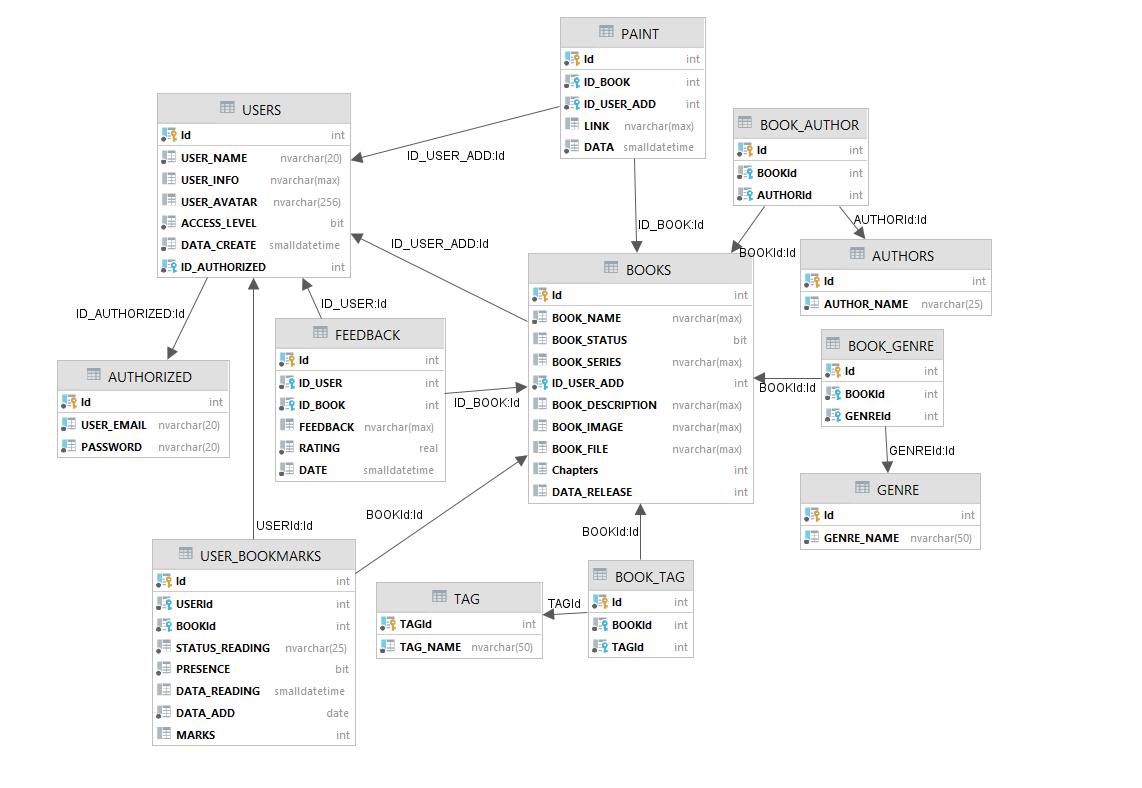 PAINT
Id int
ID_BOOK int
ID_USER_ADD int
LINK nvarchar(max)
DATA smalldatetime
USERS
Id int
USER_NAME nvarchar(20)
USER_INFO nvarchar(max)
USER_AVATAR nvarchar(256)
ACCESS_LEVEL bit
DATA_CREATE smalldatetime
ID_AUTHORIZED int
ID_USER_ADD:Id
BOOK_AUTHOR
Id int
BOOKId int
AUTHORId int
AUTHORId:Id
ID_BOOK:Id
BOOKId:Id
ID_USER_ADD:Id
AUTHORS
Id int
AUTHOR_NAME nvarchar(25)
BOOKS
Id int
BOOK_NAME nvarchar(max)
BOOK_STATUS bit
BOOK_SERIES nvarchar(max)
ID_USER_ADD int
BOOK_DESCRIPTION nvarchar(max)
BOOK_IMAGE nvarchar(max)
BOOK_FILE nvarchar(max)
Chapters int
DATA_RELEASE int
ID_USER:Id
ID_AUTHORIZED:Id
FEEDBACK
Id int
ID_USER int
ID_BOOK int
FEEDBACK nvarchar(max)
RATING real
DATE smalldatetime
ID_BOOK:Id
BOOK_GENRE
Id int
BOOKId int
GENREId int
BOOKId:Id
AUTHORIZED
Id int
USER_EMAIL nvarchar(20)
PASSWORD nvarchar(20)
GENREId:Id
GENRE
Id int
GENRE_NAME nvarchar(50)
USERId:Id
BOOKId:Id
BOOKId:Id
USER_BOOKMARKS
Id int
USERId int
BOOKId int
STATUS_READING nvarchar(25)
PRESENCE bit
DATA_READING smalldatetime
DATA_ADD date
MARKS int
TAG
TAGId int
TAG_NAME nvarchar(50)
TAGId
BOOK_TAG
Id int
BOOKId int
TAGId int